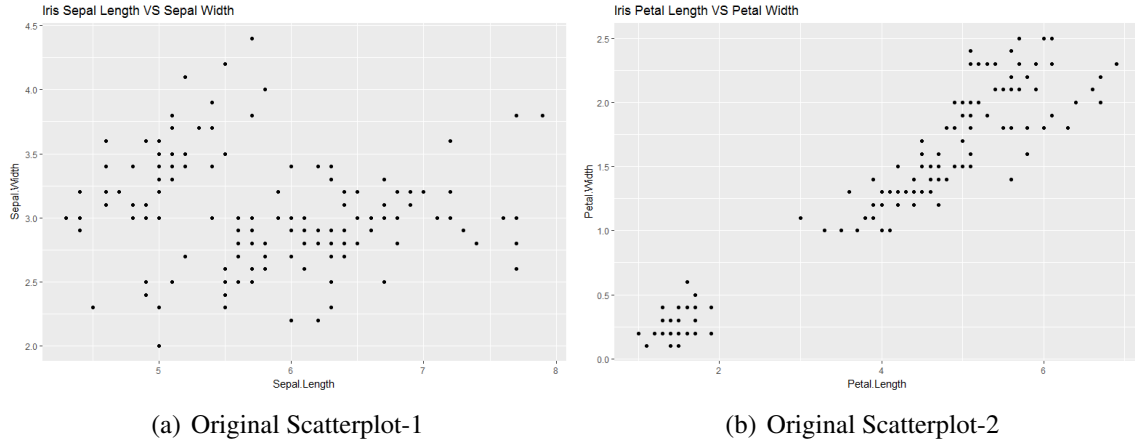 Iris Sepal Length VS Sepal Width
4.5
4.0
3.5
3.0
2.5
2.0
Sepal.Width
5
6
7
8
Sepal.Length
(a) Original Scatterplot-1
Iris Petal Length VS Petal Width
2.5
2.0
1.5
1.0
0.5
0.0
Petal.Width
2
4
6
Petal.Length
(b) Original Scatterplot-2